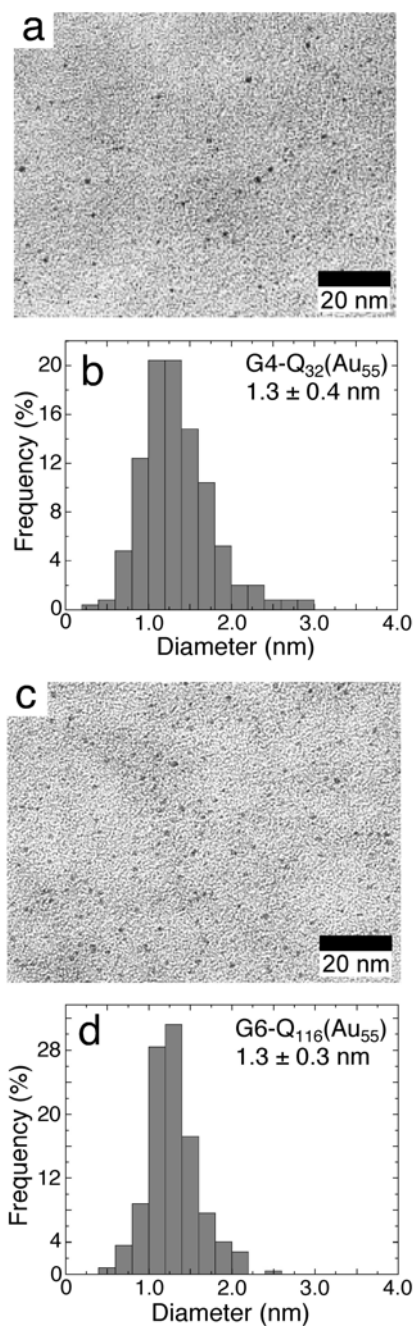 a
20 nm
b
G4-Q₃₂(Au₅₅)
1.3 ± 0.4 nm
Frequency (%)
20
16
12
8
4
0
0 1.0 2.0 3.0 4.0
Diameter (nm)
c
20 nm
d
G6-Q₁₁₆(Au₅₅)
1.3 ± 0.3 nm
Frequency (%)
28
20
12
4
0
0 1.0 2.0 3.0 4.0
Diameter (nm)